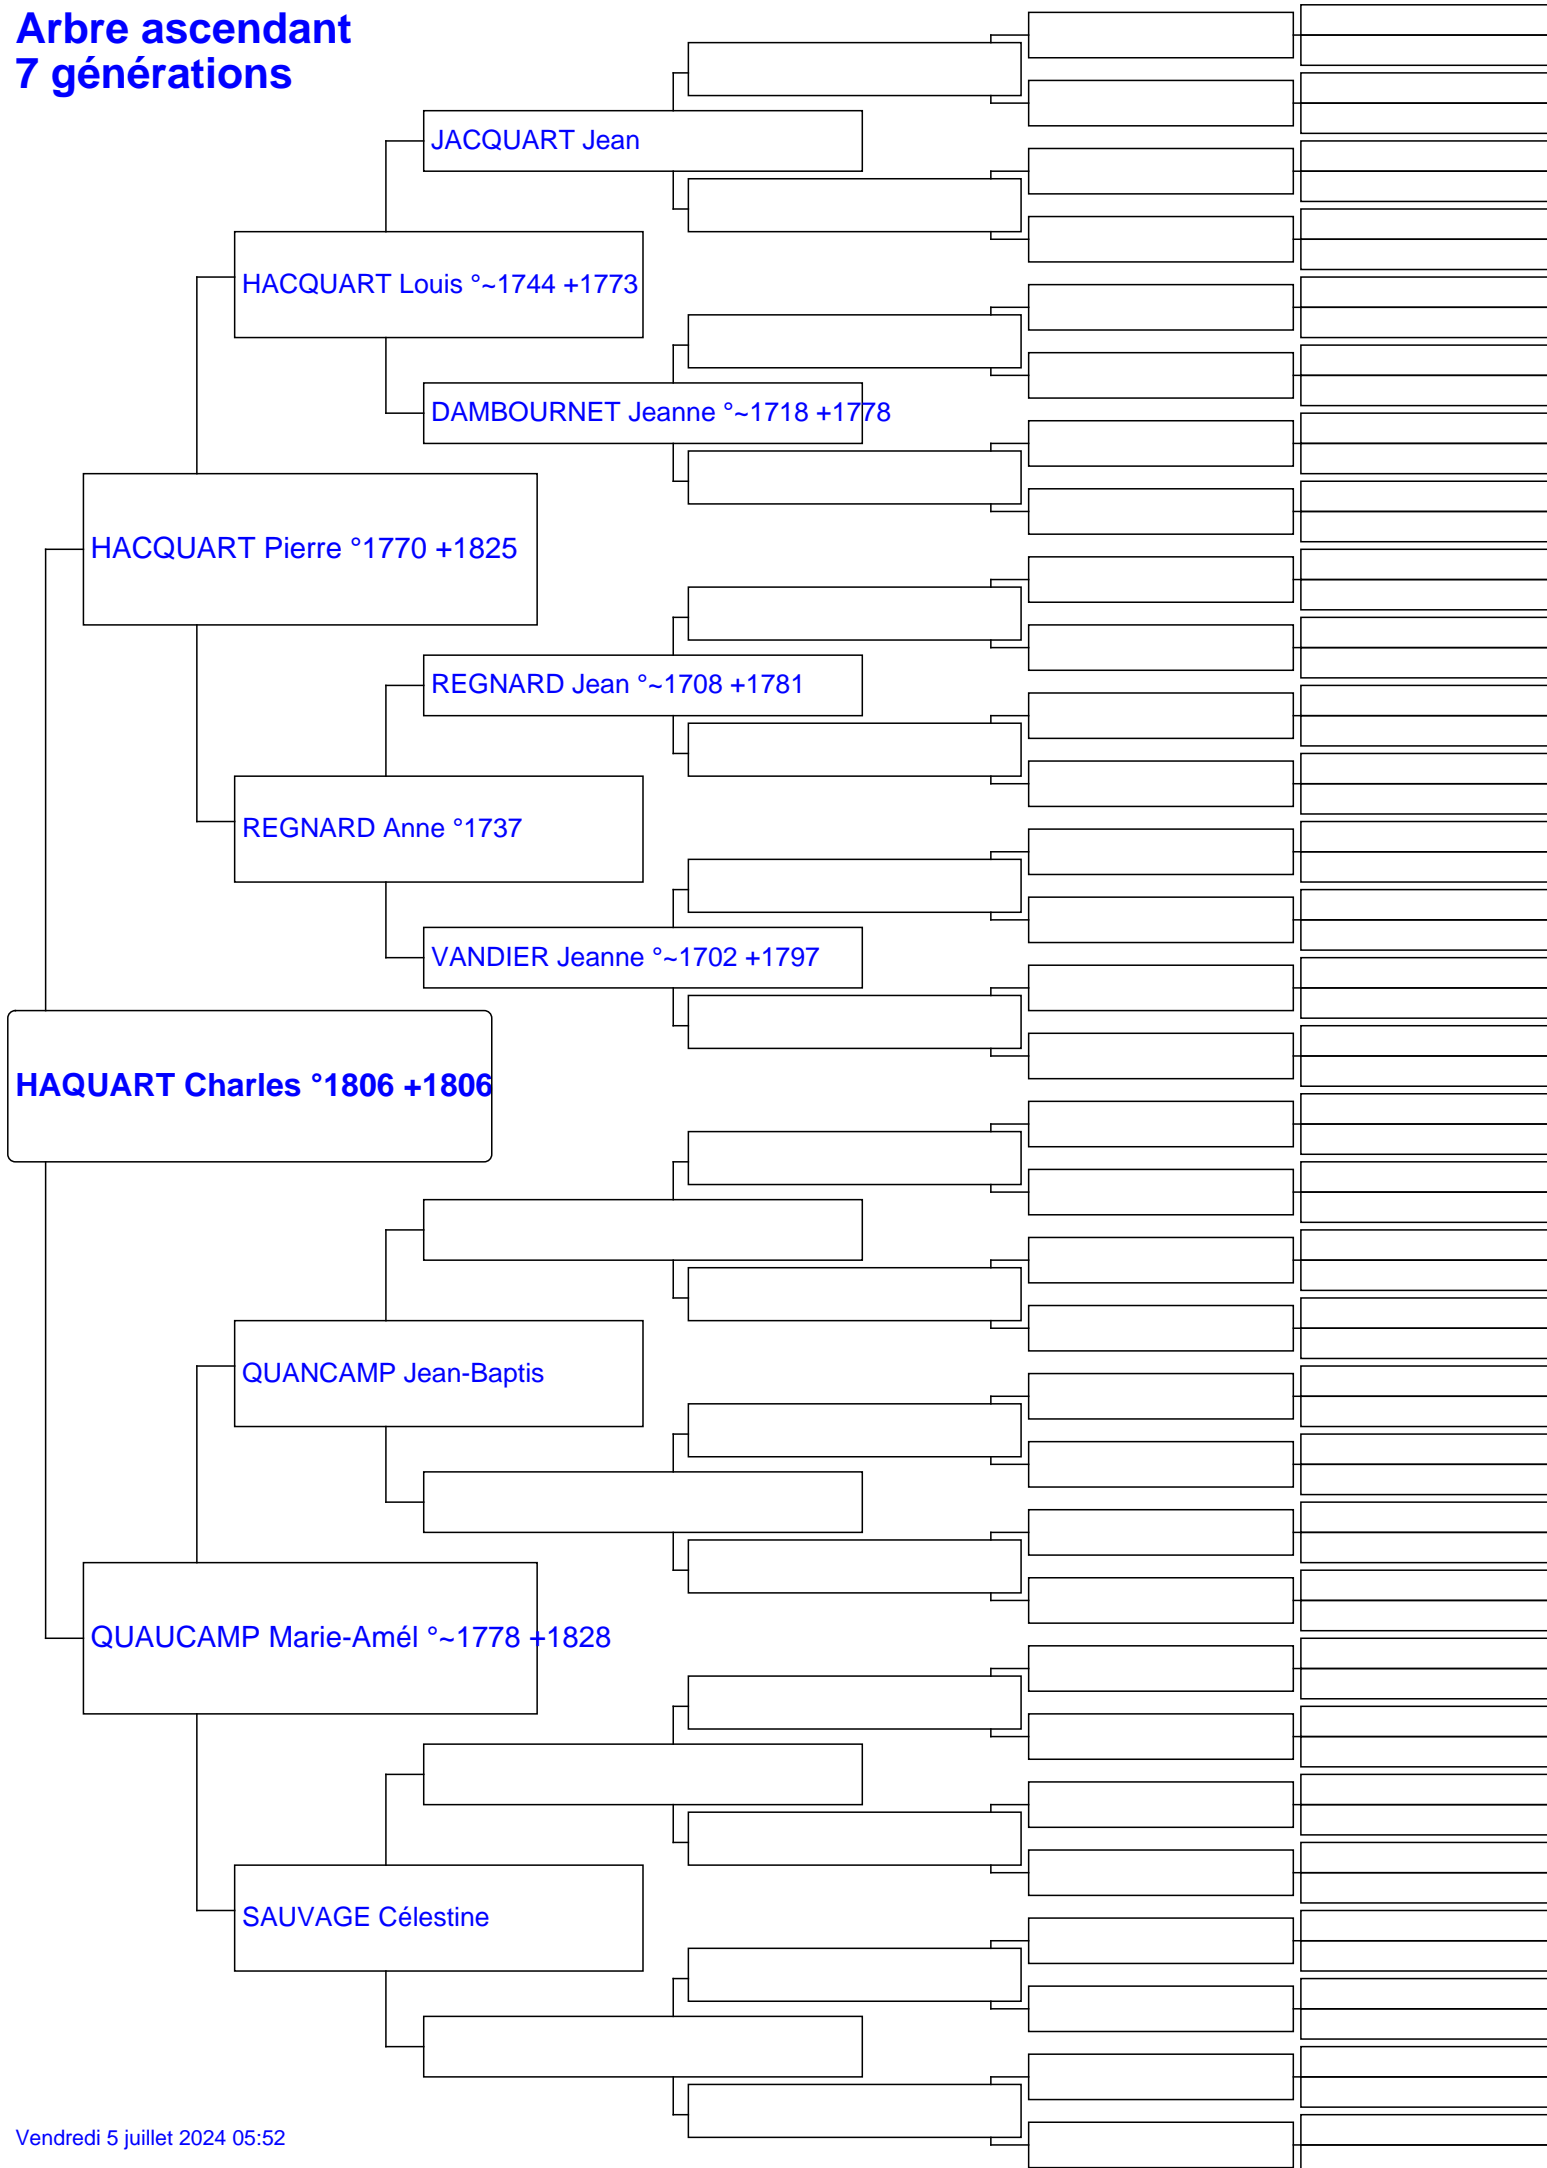 Arbre ascendant
7 générations
JACQUART Jean
HACQUART Louis °~1744 +1773
DAMBOURNET Jeanne °~1718 +1778
HACQUART Pierre °1770 +1825
REGNARD Jean °~1708 +1781
REGNARD Anne °1737
VANDIER Jeanne °~1702 +1797
HAQUART Charles °1806 +1806
QUANCAMP Jean-Baptis
QUAUCAMP Marie-Amél °~1778 +1828
SAUVAGE Célestine
Vendredi 5 juillet 2024 05:52